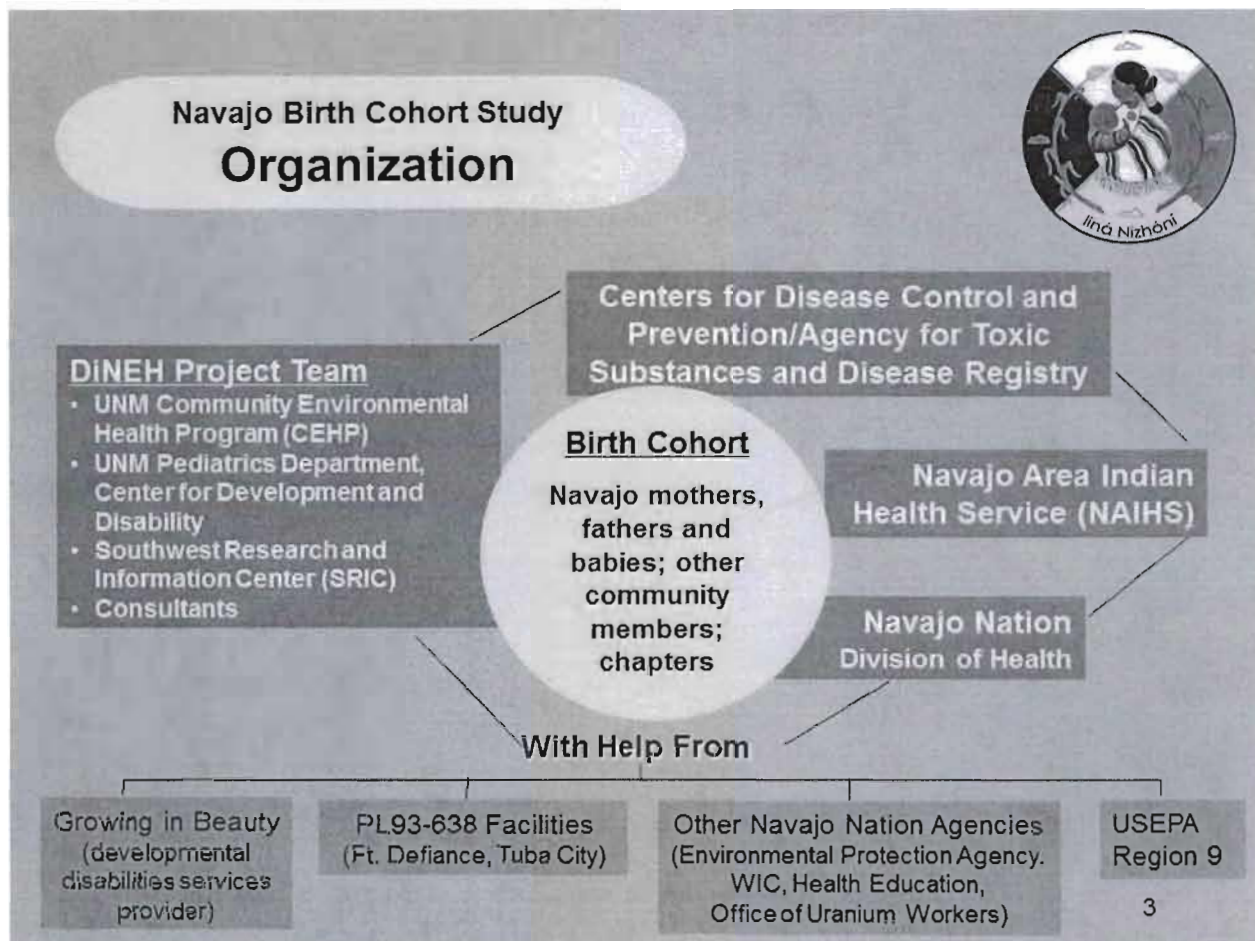 Navajo Birth Cohort Study
Organization
Iiná Nizhóní
Centers for Disease Control and
Prevention/Agency for Toxic
Substances and Disease Registry
DiNEH Project Team
• UNM Community Environmental
Health Program (CEHP)
• UNM Pediatrics Department,
Center for Development and
Disability
• Southwest Research and
Information Center (SRIC)
• Consultants
Birth Cohort
Navajo mothers,
fathers and
babies; other
community
members;
chapters
Navajo Area Indian
Health Service (NAIHS)
Navajo Nation
Division of Health
With Help From
Growing in Beauty
(developmental
disabilities services
provider)
PL93-638 Facilities
(Ft. Defiance, Tuba City)
Other Navajo Nation Agencies
(Environmental Protection Agency.
WIC, Health Education,
Office of Uranium Workers)
USEPA
Region 9
3